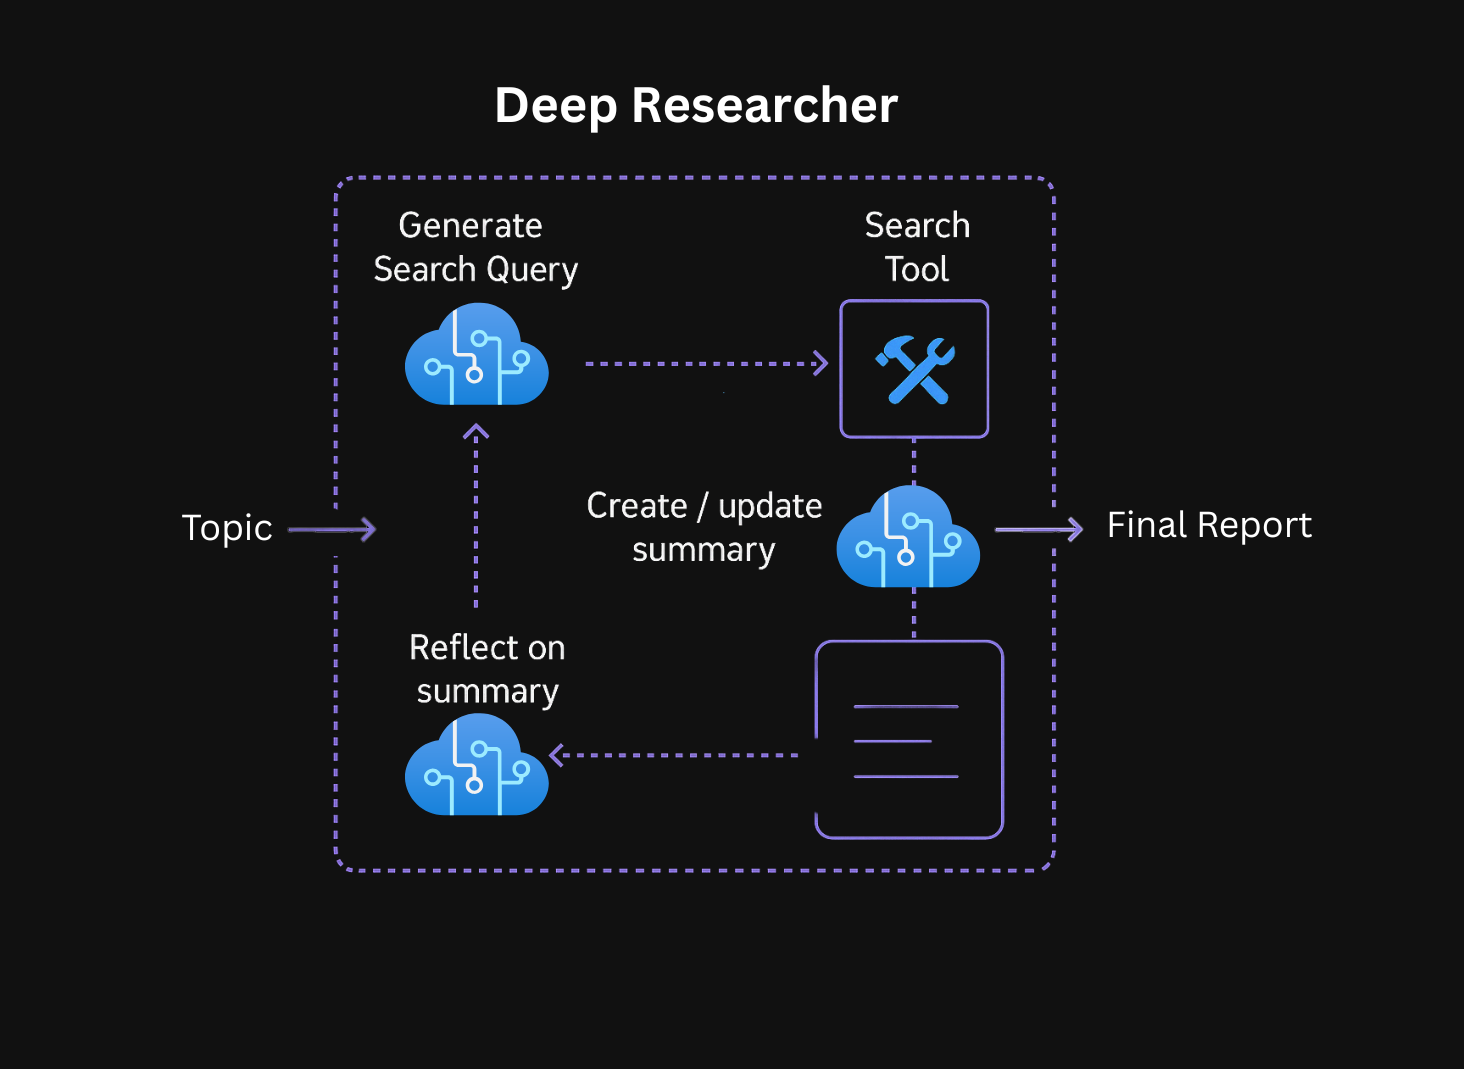 Deep Researcher
Generate
Search Query
Search
Tool
Create / update
summary
Topic
Final Report
Reflect on
summary